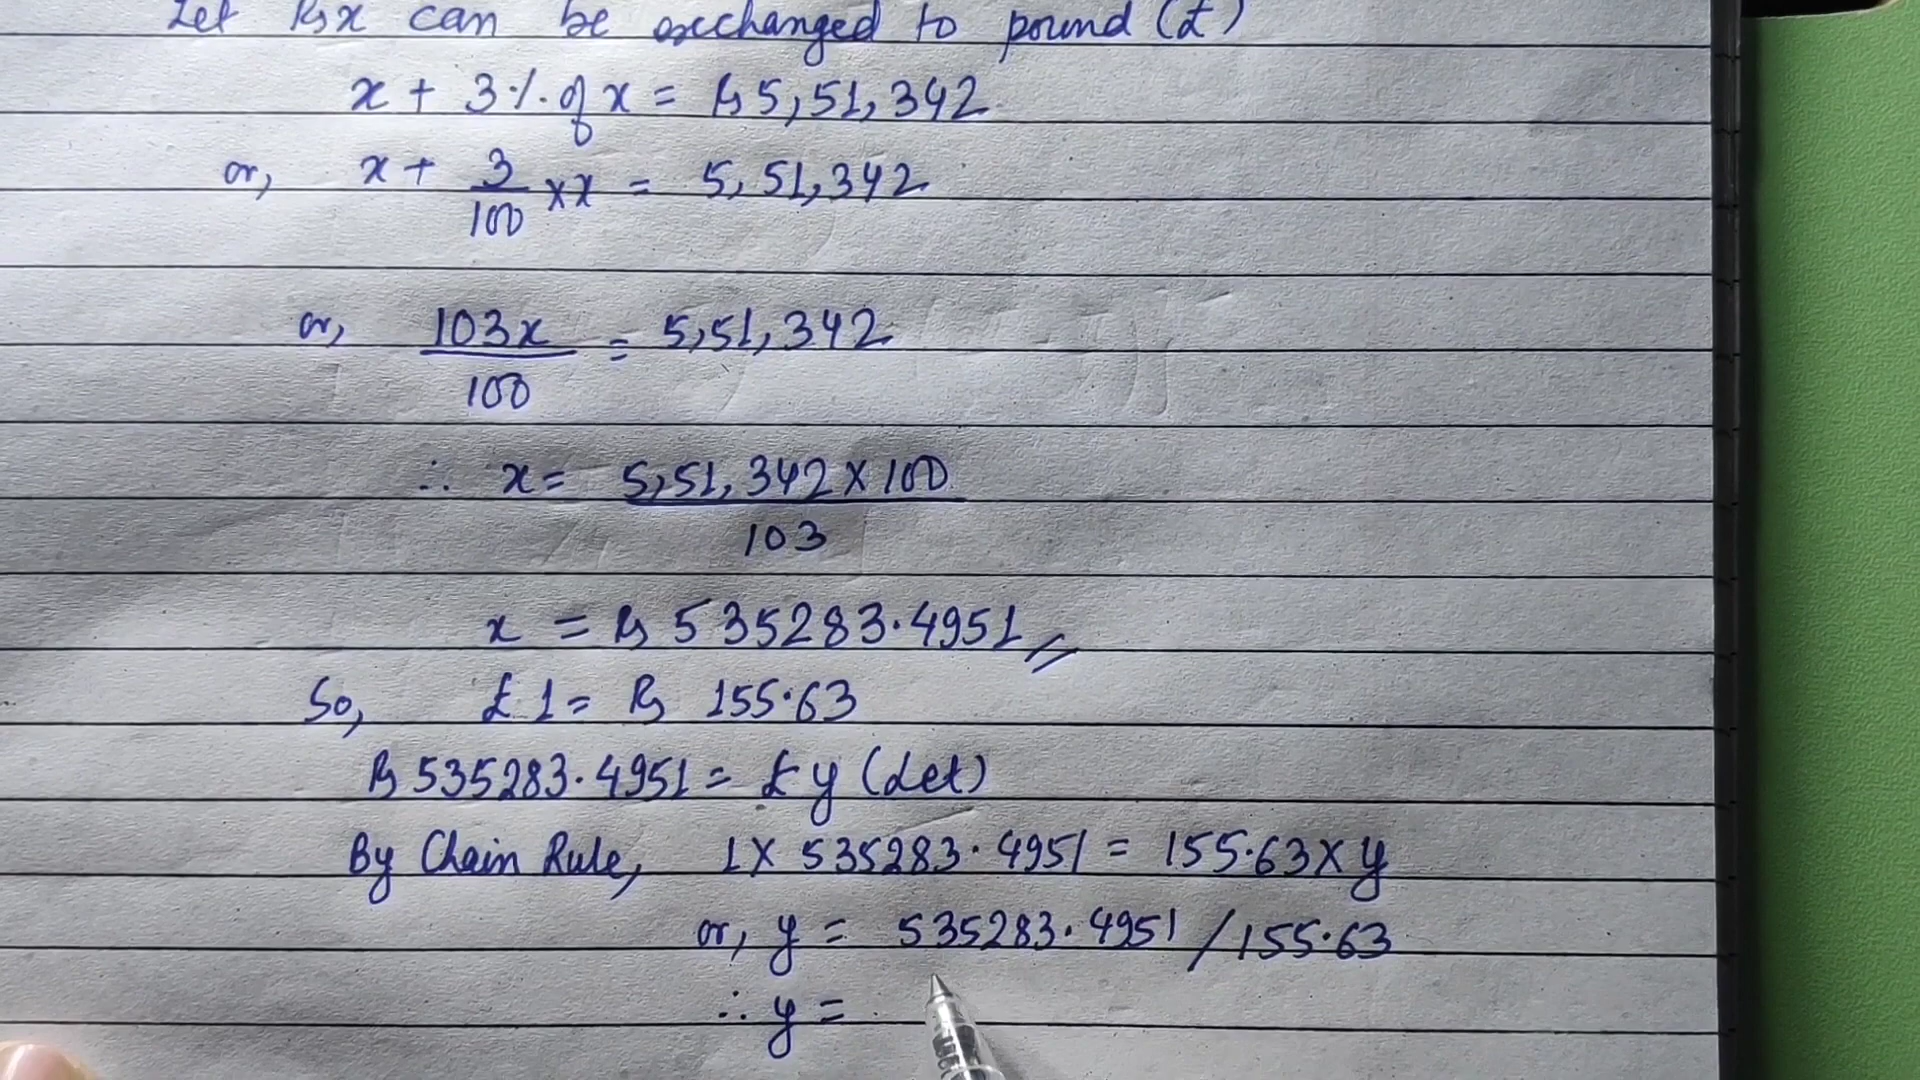 Let Rs x can be exchanged to pound (£)
x + 3% of x = Rs 5,51,342
or, x + 3/100 × x = 5,51,342
or, 103x/100 = 5,51,342
∴ x = 5,51,342 × 100/103
x = Rs 535283.4951
So, £ 1 = Rs 155.63
Rs 535283.4951 = £ y (Let)
By Chain Rule, 1 × 535283.4951 = 155.63 × y
or, y = 535283.4951 / 155.63
∴ y =